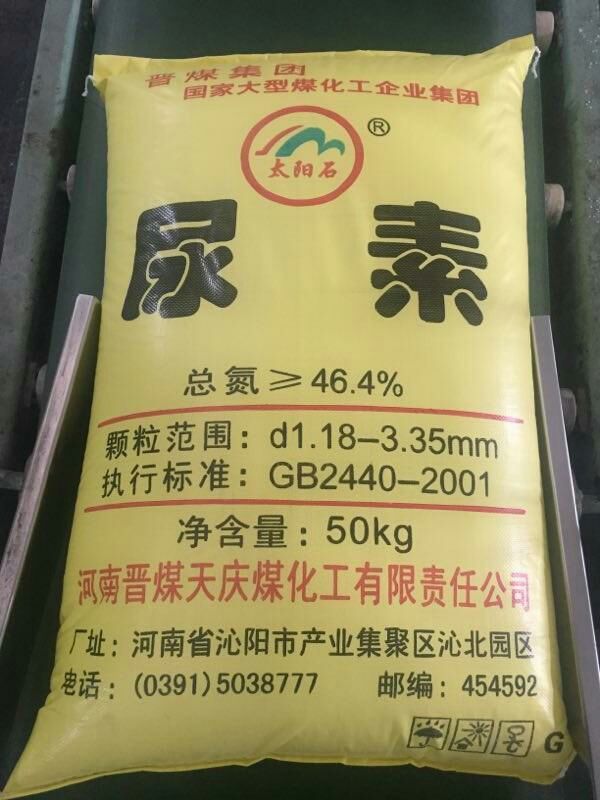 晋煤集团
国家大型煤化工企业集团
太阳石
®
尿素
总氮≥46.4%
颗粒范围：d1.18–3.35mm
执行标准：GB2440–2001
净含量：50kg
河南晋煤天庆煤化工有限责任公司
厂址：河南省沁阳市产业集聚区沁北园区
电话：(0391)5038777 邮编：454592
G